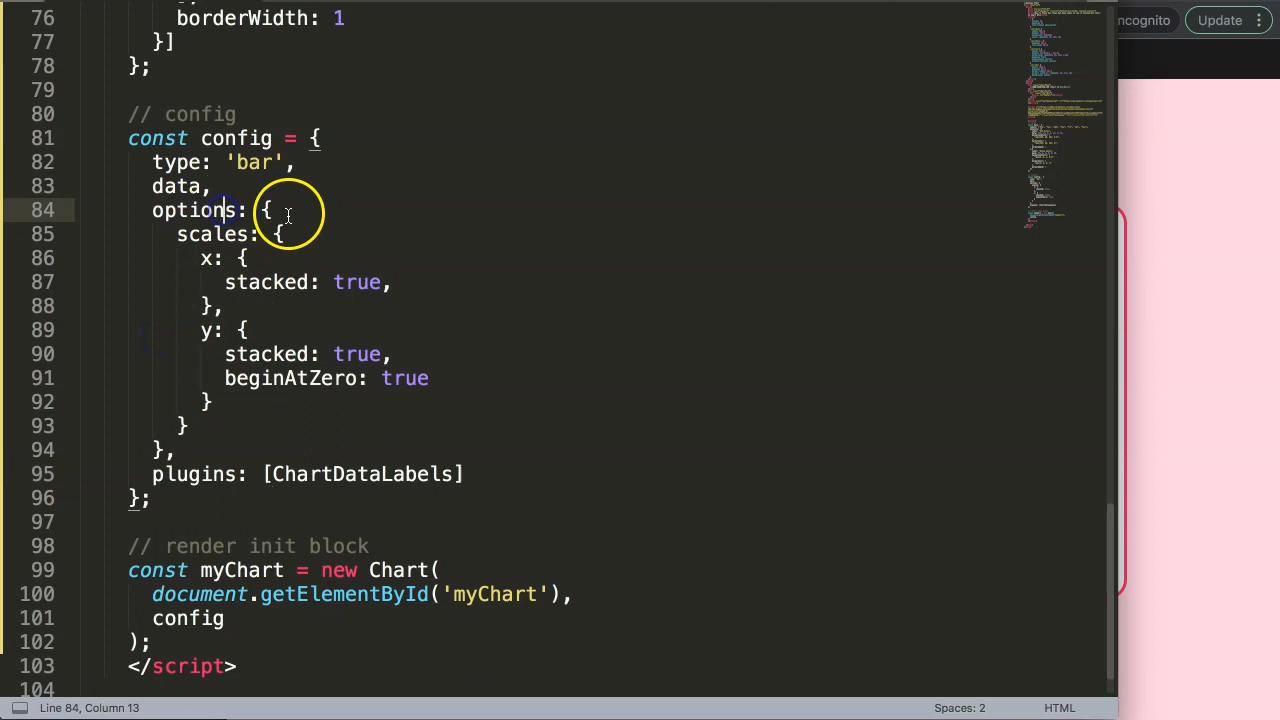 76 borderWidth: 1
77 }]
78 };
79
80 // config
81 const config = {
82 type: 'bar',
83 data,
84 options: {
85 scales: {
86 x: {
87 stacked: true,
88 },
89 y: {
90 stacked: true,
91 beginAtZero: true
92 }
93 }
94 },
95 plugins: [ChartDataLabels]
96 };
97
98 // render init block
99 const myChart = new Chart(
100 document.getElementById('myChart'),
101 config
102 );
103 </script>
104
Line 84, Column 13 Spaces: 2 HTML
ncognito Update